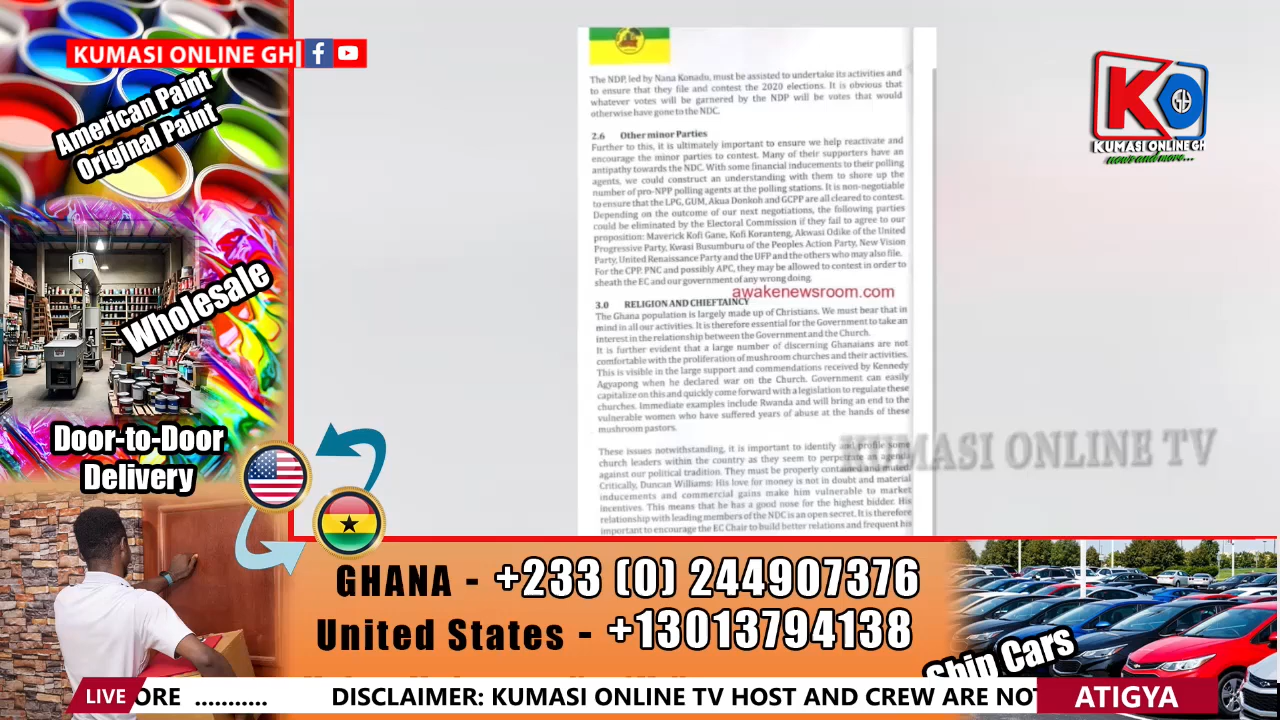 KUMASI ONLINE GH
American Paint
Original Paint
Wholesale
Door-to-Door
Delivery
The NDP, led by Nana Konadu, must be assisted to undertake its activities and
to ensure that they file and contest the 2020 elections. It is obvious that
whatever votes will be garnered by the NDP will be votes that would
otherwise have gone to the NDC.
2.6 Other minor Parties
Further to this, it is ultimately important to ensure we help reactivate and
encourage the minor parties to contest. Many of their supporters have an
antipathy towards the NDC. With some financial inducements to their polling
agents, we could construct an understanding with them to shore up the
number of pro-NPP polling agents at the polling stations. It is non-negotiable
to ensure that the LPG, GUM, Akua Donkoh and GCPP are all cleared to contest.
Depending on the outcome of our next negotiations, the following parties
could be eliminated by the Electoral Commission if they fail to agree to our
proposition: Maverick Kofi Gane, Kofi Koranteng, Akwasi Odike of the United
Progressive Party, Kwasi Busumburu of the Peoples Action Party, New Vision
Party, United Renaissance Party and the UFP and the others who may also file.
For the CPP, PNC and possibly APC, they may be allowed to contest in order to
sheath the EC and our government of any wrong doing.
awakenewsroom.com
3.0 RELIGION AND CHIEFTAINCY
The Ghana population is largely made up of Christians. We must bear that in
mind in all our activities. It is therefore essential for the Government to take an
interest in the relationship between the Government and the Church.
It is further evident that a large number of discerning Ghanaians are not
comfortable with the proliferation of mushroom churches and their activities.
This is visible in the large support and commendations received by Kennedy
Agyapong when he declared war on the Church. Government can easily
capitalize on this and quickly come forward with a legislation to regulate these
churches. Immediate examples include Rwanda and will bring an end to the
vulnerable women who have suffered years of abuse at the hands of these
mushroom pastors.
These issues notwithstanding, it is important to identify and profile some
church leaders within the country as they seem to perpetrate an agenda
against our political tradition. They must be properly contained and muted.
Critically, Duncan Williams: His love for money is not in doubt and material
inducements and commercial gains make him vulnerable to market
incentives. This means that he has a good nose for the highest bidder. His
relationship with leading members of the NDC is an open secret. It is therefore
important to encourage the EC Chair to build better relations and frequent his
KO
GH
KUMASI ONLINE GH
news and more...
GHANA - +233 (0) 244907376
United States - +13013794138
Ship Cars
LIVE
ORE ........... DISCLAIMER: KUMASI ONLINE TV HOST AND CREW ARE NOT
ATIGYA